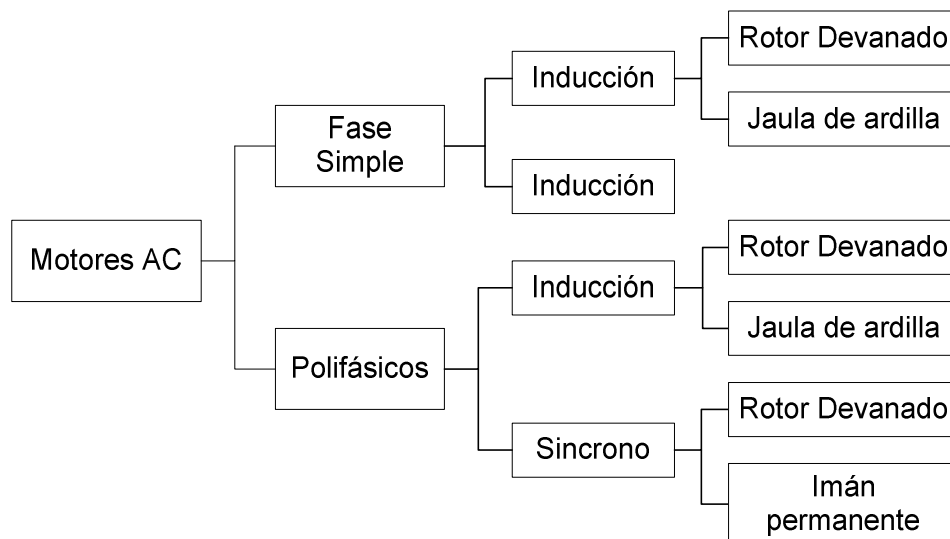 Motores AC
Fase
Simple
Inducción
Rotor Devanado
Jaula de ardilla
Inducción
Polifásicos
Inducción
Rotor Devanado
Jaula de ardilla
Sincrono
Rotor Devanado
Imán
permanente